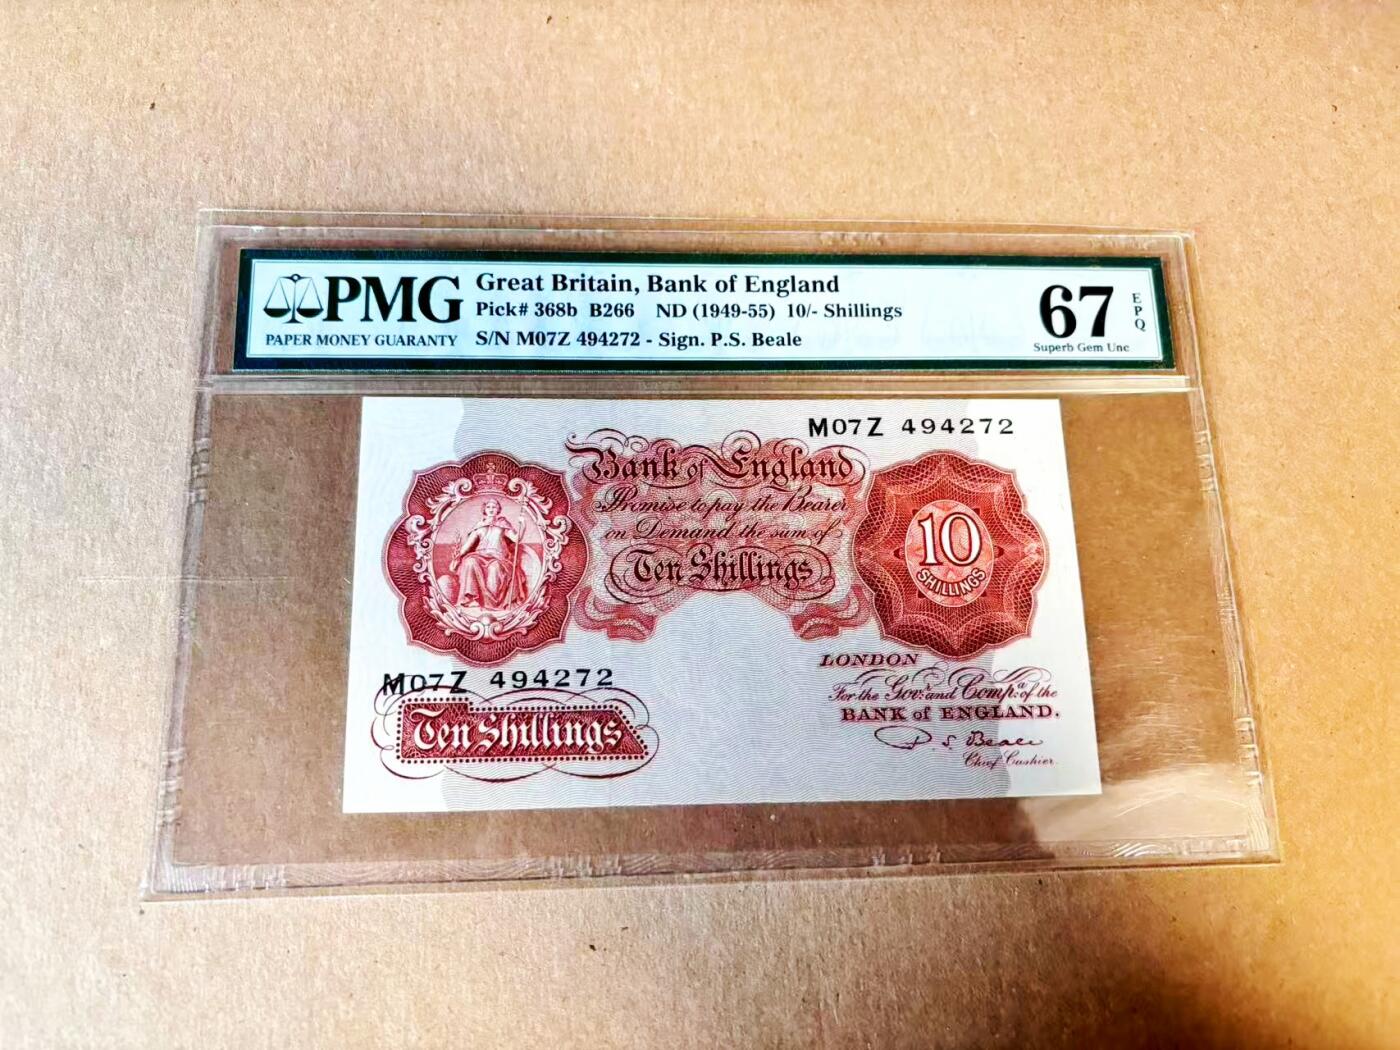 PMG
PAPER MONEY GUARANTY
Great Britain, Bank of England
Pick# 368b B266 ND (1949-55) 10/- Shillings
S/N M07Z 494272 - Sign. P.S. Beale
67
EPQ
Superb Gem Unc
M07Z 494272
Bank of England
Promise to pay the Bearer
on Demand the sum of
Ten Shillings
10
SHILLINGS
M07Z 494272
Ten Shillings
LONDON
For the Govr. and Compa. of the
BANK of ENGLAND.
P. S. Beale
Chief Cashier.